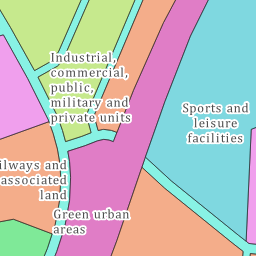 Industrial,
commercial,
public,
military and
private units
Sports and
leisure
facilities
ilways and
associated
land
Green urban
areas